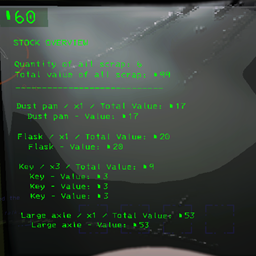 ■60
STOCK OVERVIEW
Quantity of all scrap: 6
Total value of all scrap: ■99
Dust pan / x1 / Total Value: ■17
Dust pan - Value: ■17
Flask / x1 / Total Value: ■20
Flask - Value: ■20
Key / x3 / Total Value: ■9
Key - Value: ■3
Key - Value: ■3
Key - Value: ■3
Large axle / x1 / Total Value: ■53
Large axle - Value: ■53